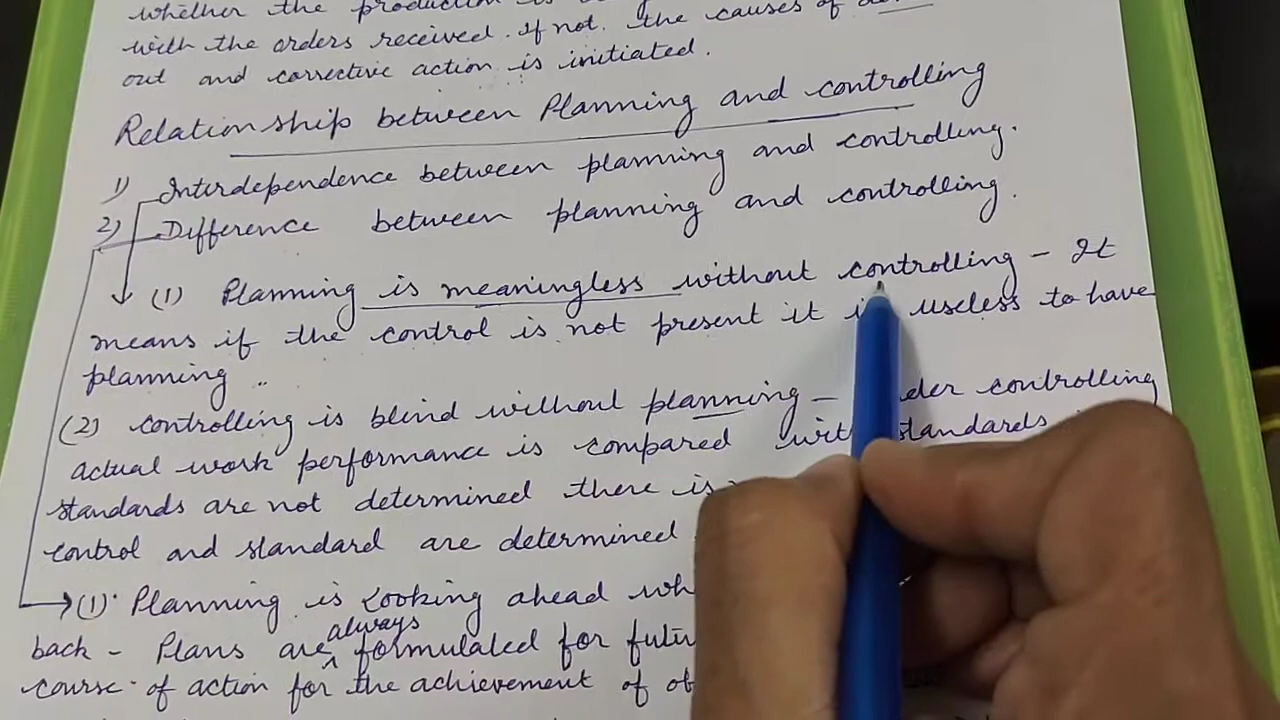 whether the production is
with the orders received. If not, the causes of
out and corrective action is initiated.
Relationship between Planning and controlling
1) Interdependence between planning and controlling.
2) Difference between planning and controlling.
(1) Planning is meaningless without controlling - It
means if the control is not present it is useless to have
planning
(2) controlling is blind without planning - controlling
actual work performance is compared with standards
standards are not determined there is
control and standard are determined
(1) Planning is looking ahead
back - Plans are always formulated for
course of action for the achievement of